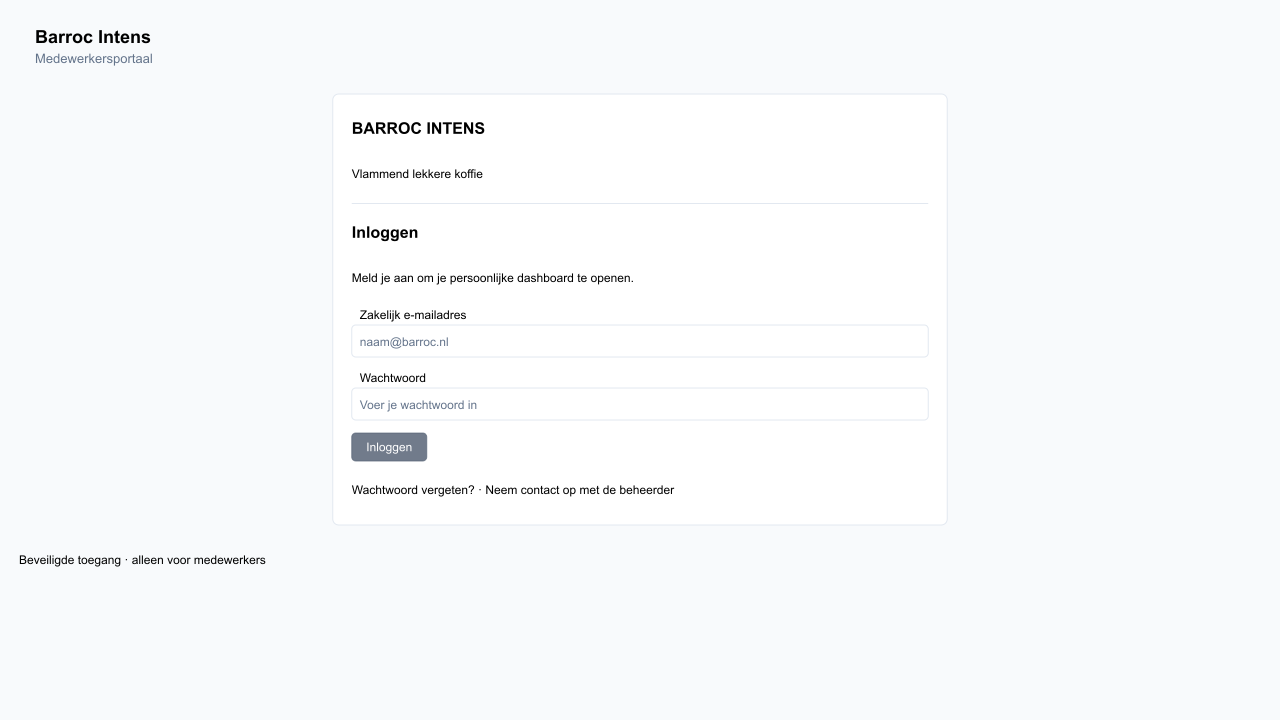 Barroc Intens
Medewerkersportaal
BARROC INTENS
Vlammend lekkere koffie
Inloggen
Meld je aan om je persoonlijke dashboard te openen.
Zakelijk e-mailadres
naam@barroc.nl
Wachtwoord
Voer je wachtwoord in
Inloggen
Wachtwoord vergeten? · Neem contact op met de beheerder
Beveiligde toegang · alleen voor medewerkers